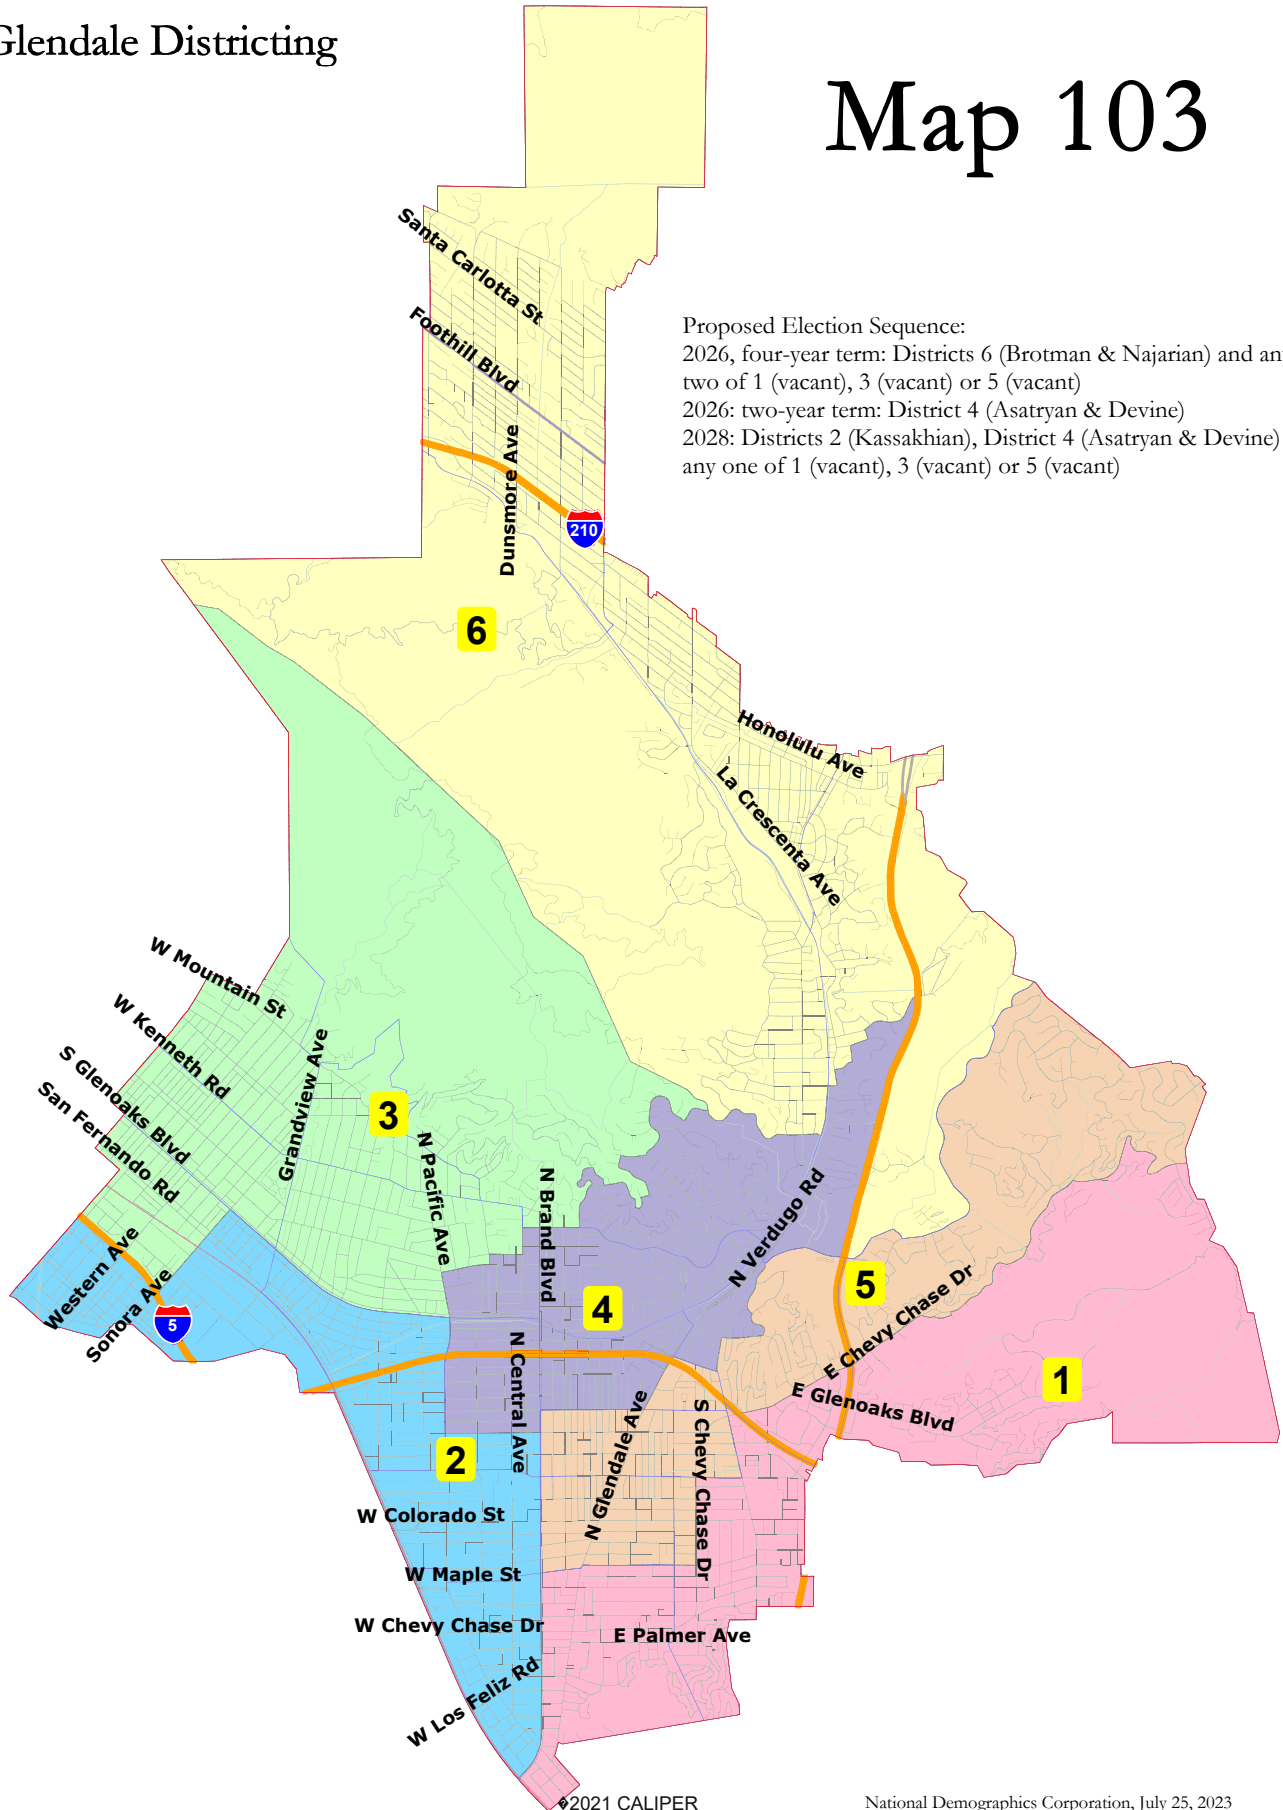 Glendale Districting
Map 103
Santa Carlotta St
Foothill Blvd
Proposed Election Sequence:
2026, four-year term: Districts 6 (Brotman & Najarian) and
two of 1 (vacant), 3 (vacant) or 5 (vacant)
2026: two-year term: District 4 (Asatryan & Devine)
2028: Districts 2 (Kassakhian), District 4 (Asatryan & Devine)
any one of 1 (vacant), 3 (vacant) or 5 (vacant)
Dunsmore Ave
210
6
Honolulu Ave
La Crescenta Ave
W Mountain St
W Kenneth Rd
S Glenoaks Blvd
San Fernando Rd
Grandview Ave
3
N Pacific Ave
N Brand Blvd
N Verdugo Rd
Western Ave
Sonora Ave
5
4
5
E Chevy Chase Dr
1
E Glenoaks Blvd
N Central Ave
N Glendale Ave
S Chevy Chase Dr
2
W Colorado St
W Maple St
W Chevy Chase Dr
E Palmer Ave
W Los Feliz Rd
©2021 CALIPER
National Demographics Corporation, July 25, 2023